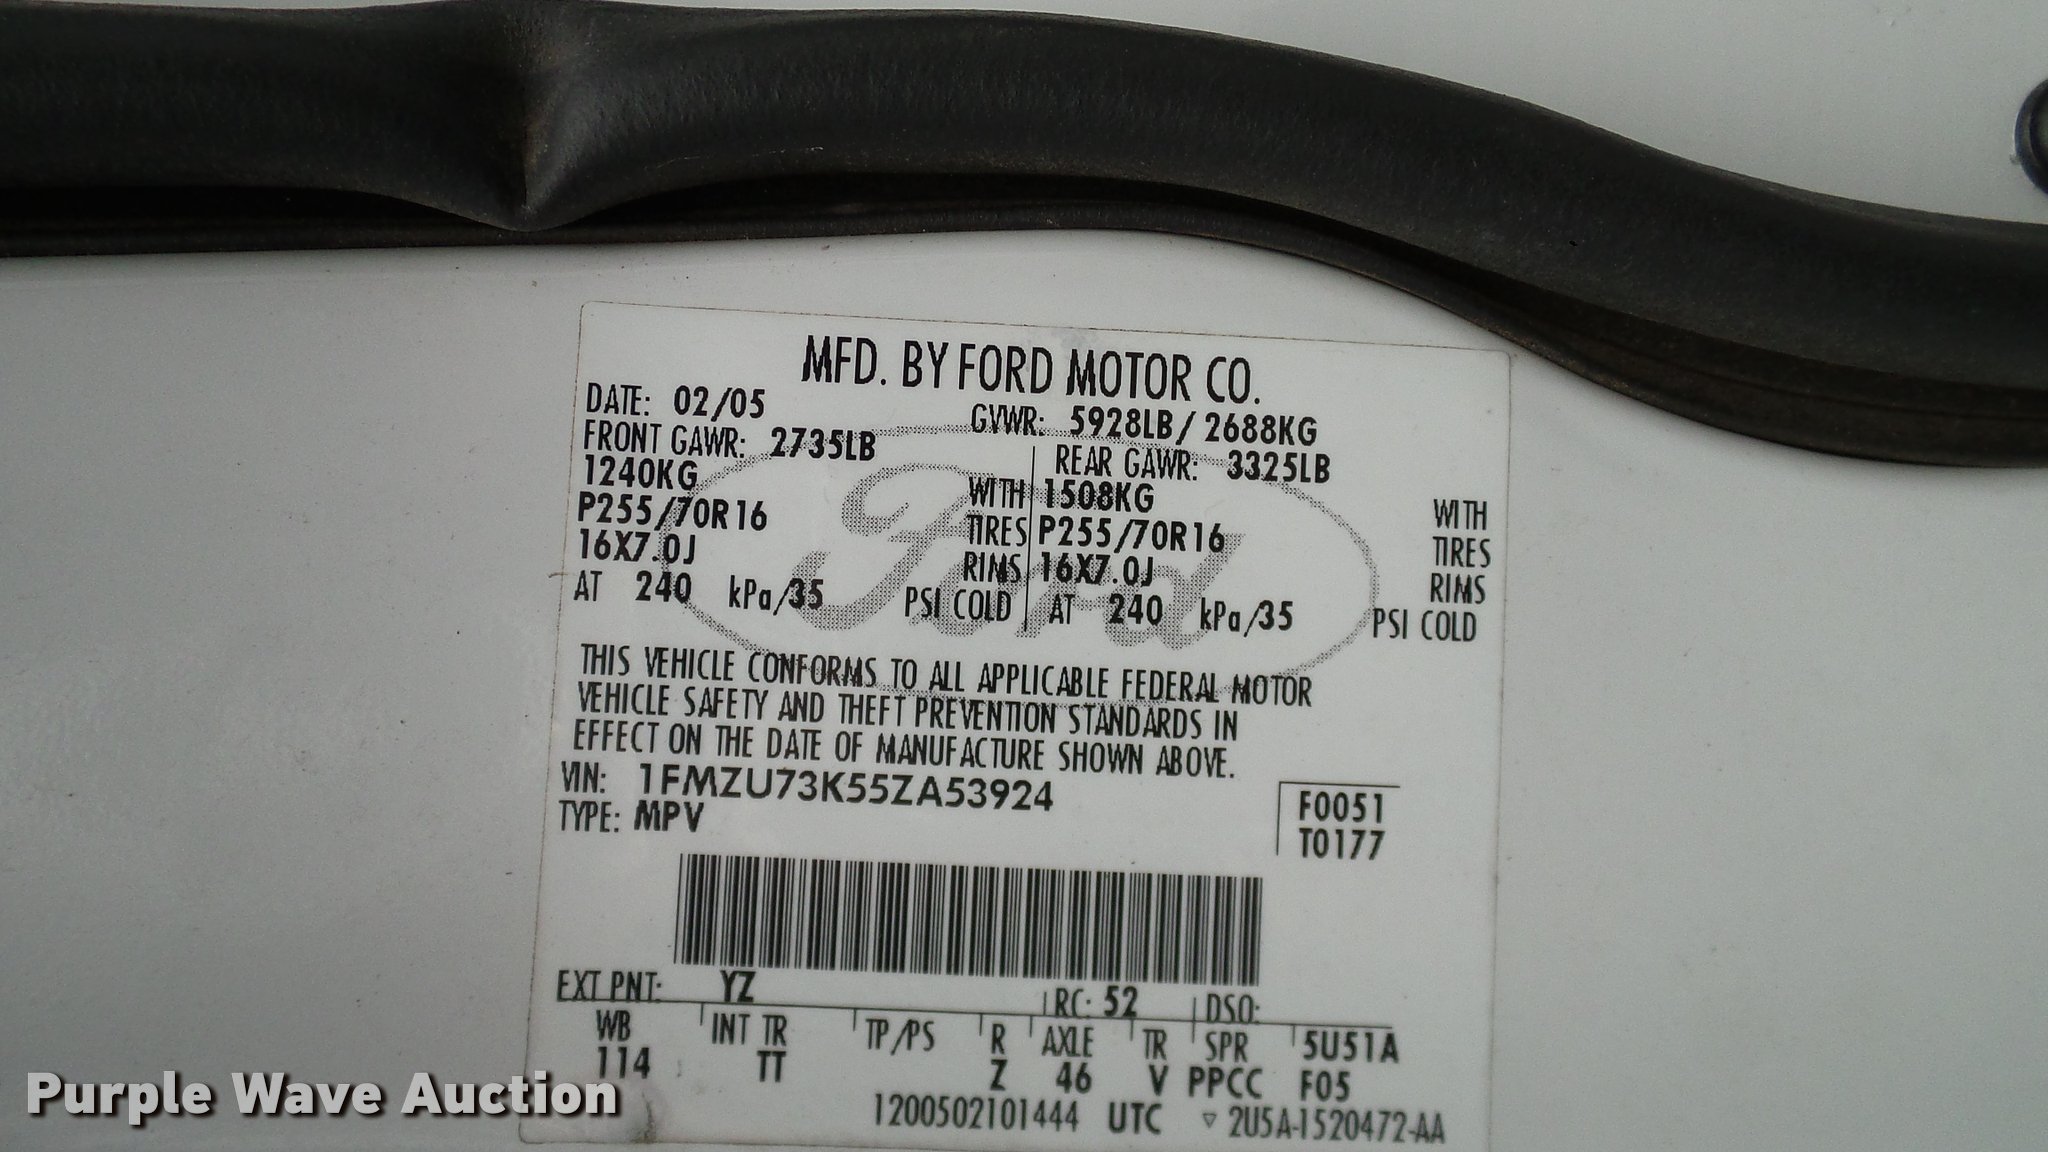 MFD. BY FORD MOTOR CO.
DATE: 02/05 GVWR: 5928LB / 2688KG
FRONT GAWR: 2735LB REAR GAWR: 3325LB
1240KG WITH 1508KG WITH
P255/70R16 TIRES P255/70R16 TIRES
16X7.0J RIMS 16X7.0J RIMS
AT 240 kPa/35 PSI COLD AT 240 kPa/35 PSI COLD
Ford
THIS VEHICLE CONFORMS TO ALL APPLICABLE FEDERAL MOTOR
VEHICLE SAFETY AND THEFT PREVENTION STANDARDS IN
EFFECT ON THE DATE OF MANUFACTURE SHOWN ABOVE.
VIN: 1FMZU73K55ZA53924
TYPE: MPV
F0051
T0177
EXT PNT: YZ RC: 52 DSO:
WB INT TR TP/PS R AXLE TR SPR 5U51A
114 TT Z 46 V PPCC F05
1200502101444 UTC ▽ 2U5A-1520472-AA
Purple Wave Auction